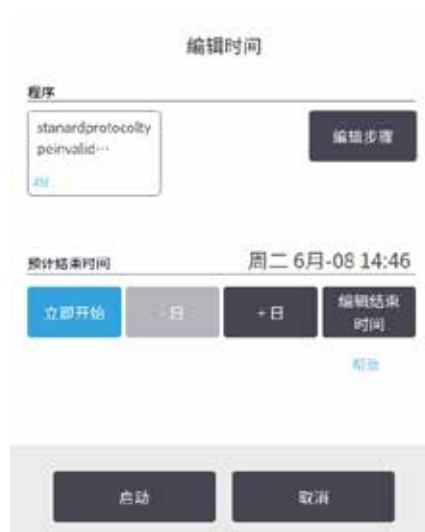 编辑时间
程序
stanardprotocolty
peinvalid…
编辑步骤
预计结束时间
周二 6月-08 14:46
立即开始
- 日
+ 日
编辑结束
时间
帮助
启动
取消